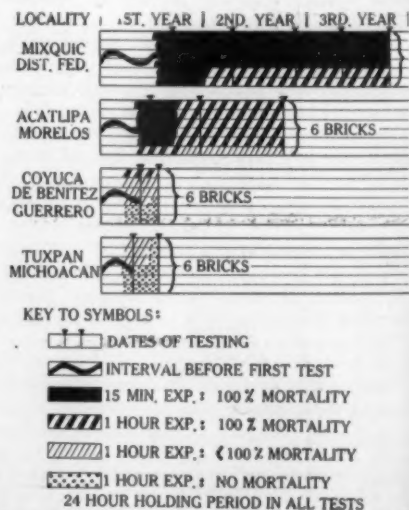 LOCALITY 1ST. YEAR 2ND. YEAR 3RD. YEAR
MIXQUIC
DIST. FED.
ACATLIPA
MORELOS
6 BRICKS
COYUCA
DE BENITEZ
GUERRERO
6 BRICKS
TUXPAN
MICHOACAN
6 BRICKS
KEY TO SYMBOLS:
DATES OF TESTING
INTERVAL BEFORE FIRST TEST
15 MIN. EXP.: 100% MORTALITY
1 HOUR EXP.: 100% MORTALITY
1 HOUR EXP.: <100% MORTALITY
1 HOUR EXP.: NO MORTALITY
24 HOUR HOLDING PERIOD IN ALL TESTS